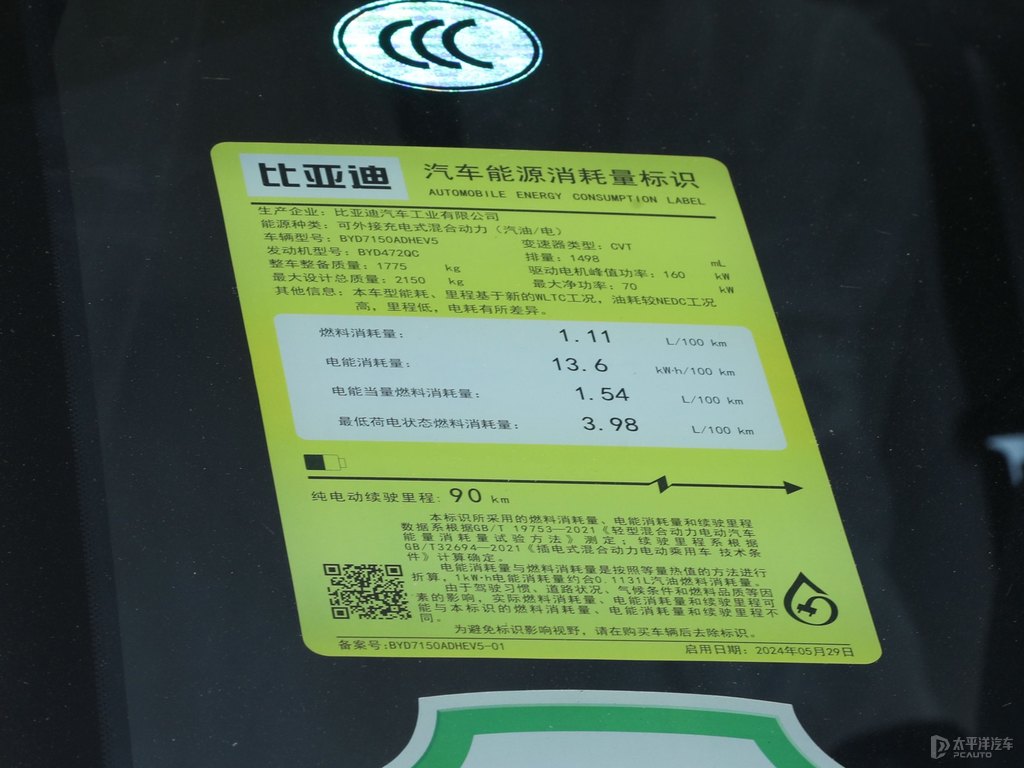 CCC
比亚迪
汽车能源消耗量标识
AUTOMOBILE ENERGY CONSUMPTION LABEL
生产企业：比亚迪汽车工业有限公司
能源种类：可外接充电式混合动力（汽油/电）
车辆型号：BYD7150ADHEV5 变速器类型：CVT
发动机型号：BYD472QC 排量：1498 mL
整车整备质量：1775 kg 驱动电机峰值功率：160 kW
最大设计总质量：2150 kg 最大净功率：70 kW
其他信息：本车型能耗、里程基于新的WLTC工况，油耗较NEDC工况
高，里程低，电耗有所差异。
燃料消耗量： 1.11 L/100 km
电能消耗量： 13.6 kW·h/100 km
电能当量燃料消耗量： 1.54 L/100 km
最低荷电状态燃料消耗量： 3.98 L/100 km
纯电动续驶里程：90 km
本标识所采用的燃料消耗量、电能消耗量和续驶里程
数据系根据GB/T 19753—2021《轻型混合动力电动汽车
能量消耗量试验方法》测定；续驶里程系根据
GB/T32694—2021《插电式混合动力电动乘用车 技术条
件》计算确定。
电能消耗量与燃料消耗量是按照等量热值的方法进行
折算，1kW·h电能消耗量约合0.1131L汽油燃料消耗量。
由于驾驶习惯、道路状况、气候条件和燃料品质等因
素的影响，实际燃料消耗量、电能消耗量和续驶里程可
能与本标识的燃料消耗量、电能消耗量和续驶里程不
同。
为避免标识影响视野，请在购买车辆后去除标识。
备案号:BYD7150ADHEV5-01 启用日期：2024年05月29日
太平洋汽车
PCAUTO